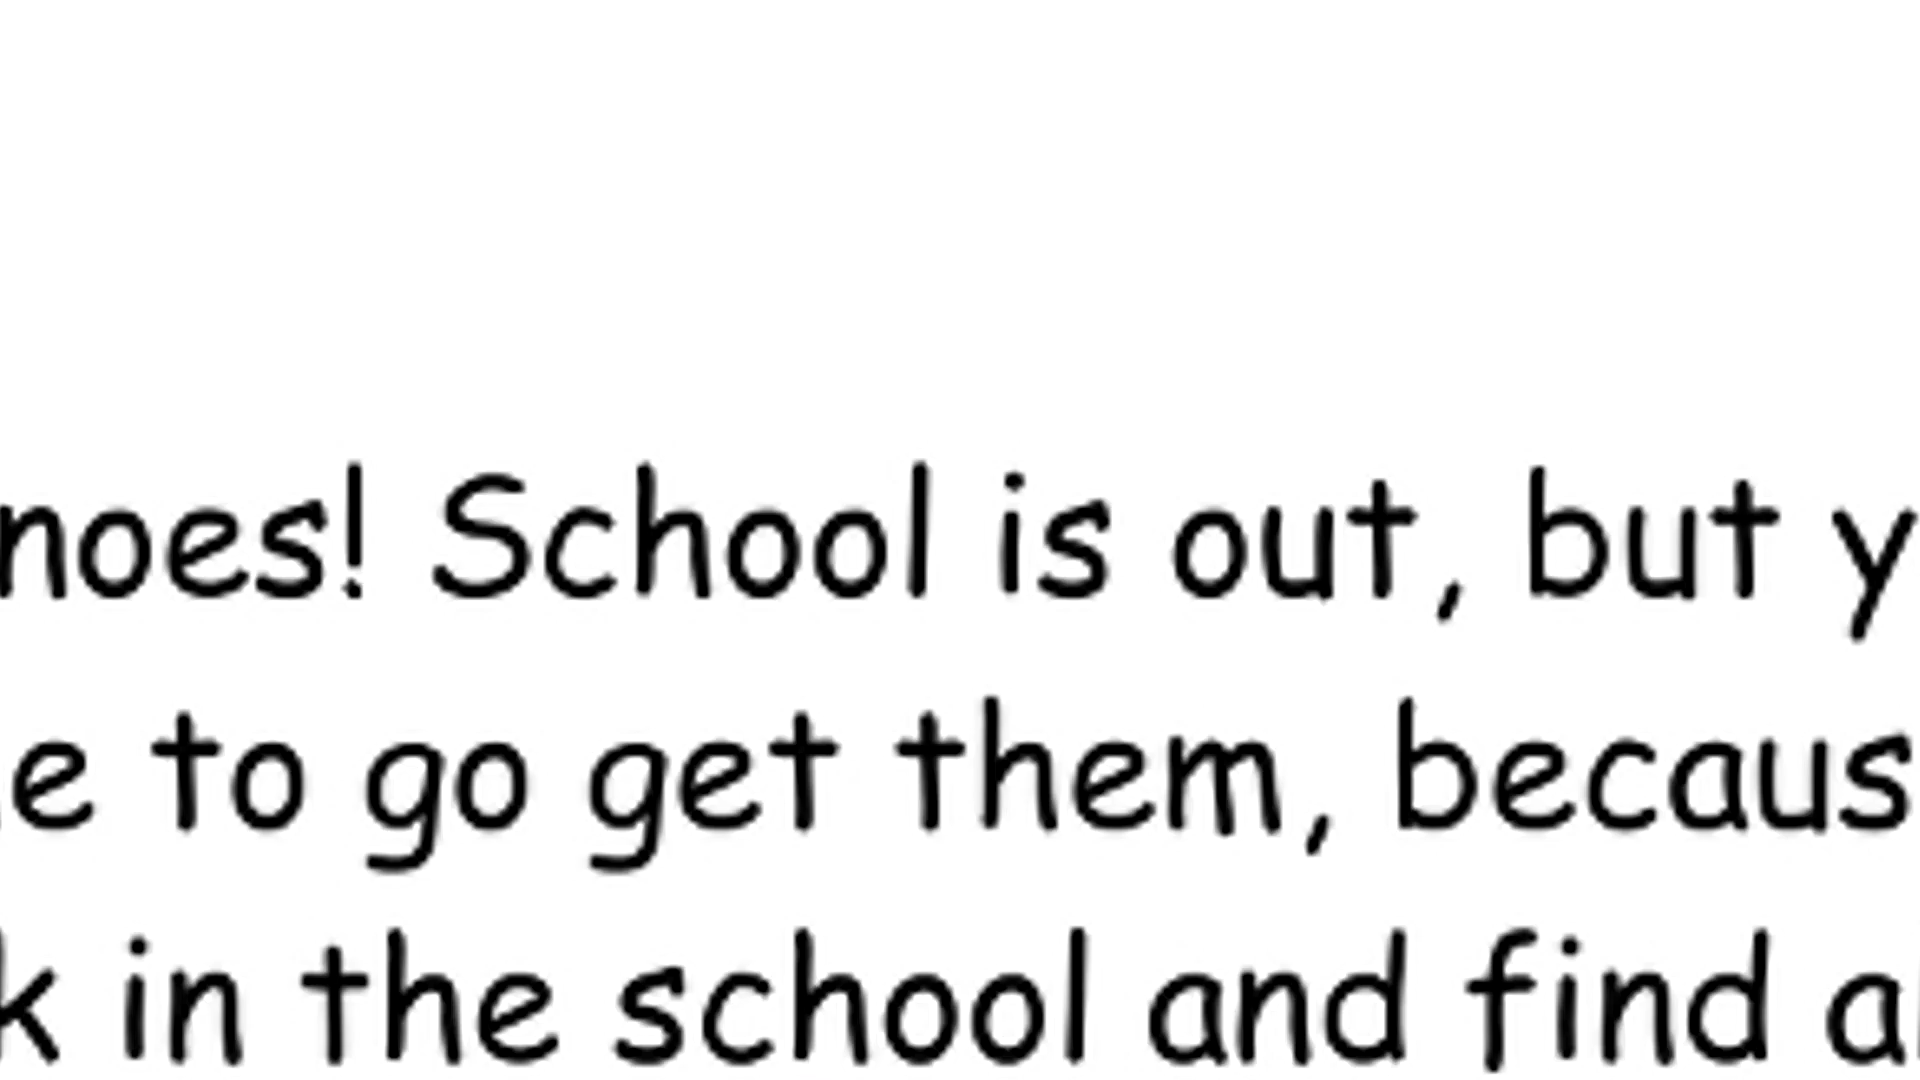 noes! School is out, but y
e to go get them, becaus
k in the school and find a